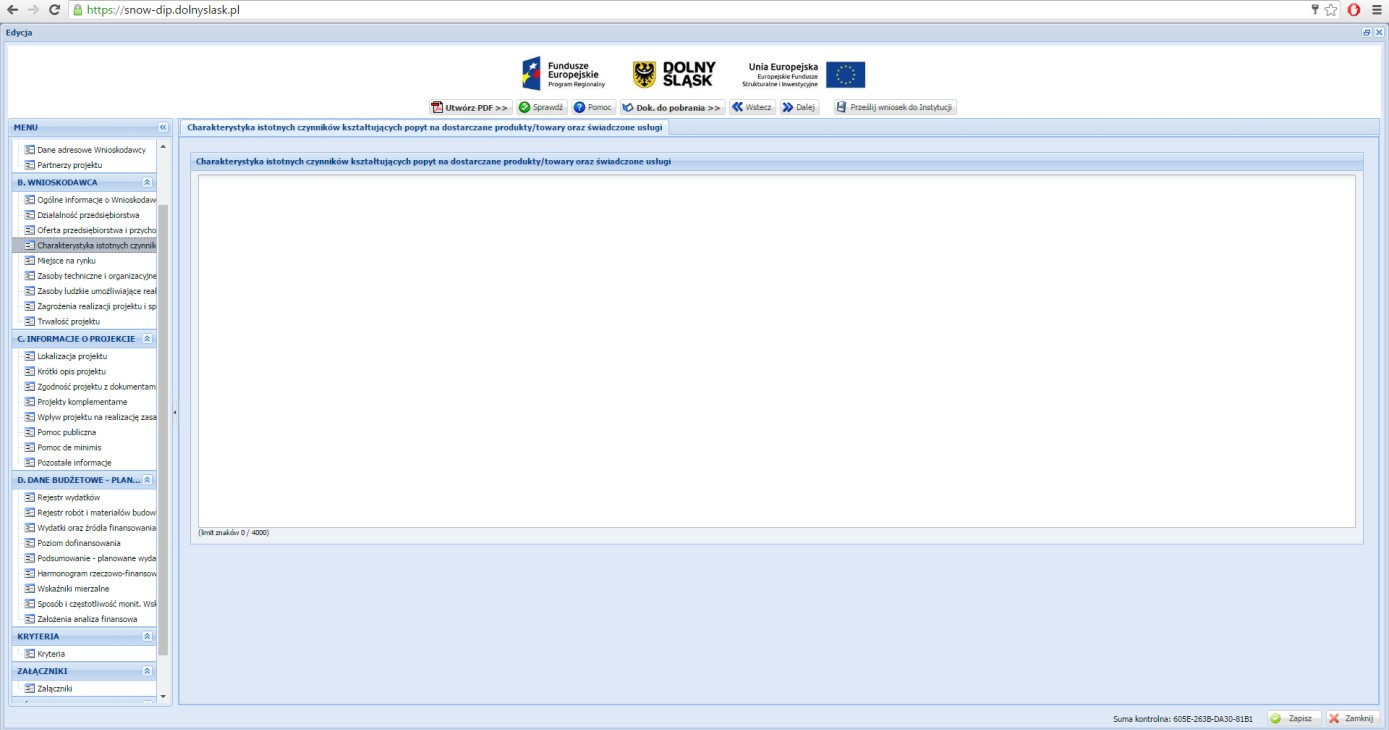 https://snow-dip.dolnyslask.pl
Edycja
Fundusze
Europejskie
Program Regionalny
DOLNY
ŚLĄSK
Unia Europejska
Europejskie Fundusze
Strukturalne i Inwestycyjne
Utwórz PDF >>
Sprawdź
Pomoc
Dok. do pobrania >>
Wstecz
Dalej
Prześlij wniosek do Instytucji
MENU
Dane adresowe Wnioskodawcy
Partnerzy projektu
B. WNIOSKODAWCA
Ogólne informacje o Wnioskodaw
Działalność przedsiębiorstwa
Oferta przedsiębiorstwa i przycho
Charakterystyka istotnych czynnik
Miejsce na rynku
Zasoby techniczne i organizacyjne
Zasoby ludzkie umożliwiające real
Zagrożenia realizacji projektu i sp
Trwałość projektu
C. INFORMACJE O PROJEKCIE
Lokalizacja projektu
Krótki opis projektu
Zgodność projektu z dokumentam
Projekty komplementarne
Wpływ projektu na realizację zasa
Pomoc publiczna
Pomoc de minimis
Pozostałe informacje
D. DANE BUDŻETOWE - PLAN...
Rejestr wydatków
Rejestr robót i materiałów budow
Wydatki oraz źródła finansowania
Poziom dofinansowania
Podsumowanie - planowane wyda
Harmonogram rzeczowo-finansow
Wskaźniki mierzalne
Sposób i częstotliwość monit. Wsk
Założenia analiza finansowa
KRYTERIA
Kryteria
ZAŁĄCZNIKI
Załączniki
Charakterystyka istotnych czynników kształtujących popyt na dostarczane produkty/towary oraz świadczone usługi
Charakterystyka istotnych czynników kształtujących popyt na dostarczane produkty/towary oraz świadczone usługi
(limit znaków 0 / 4000)
Suma kontrolna: 605E-263B-DA30-81B1
Zapisz
Zamknij